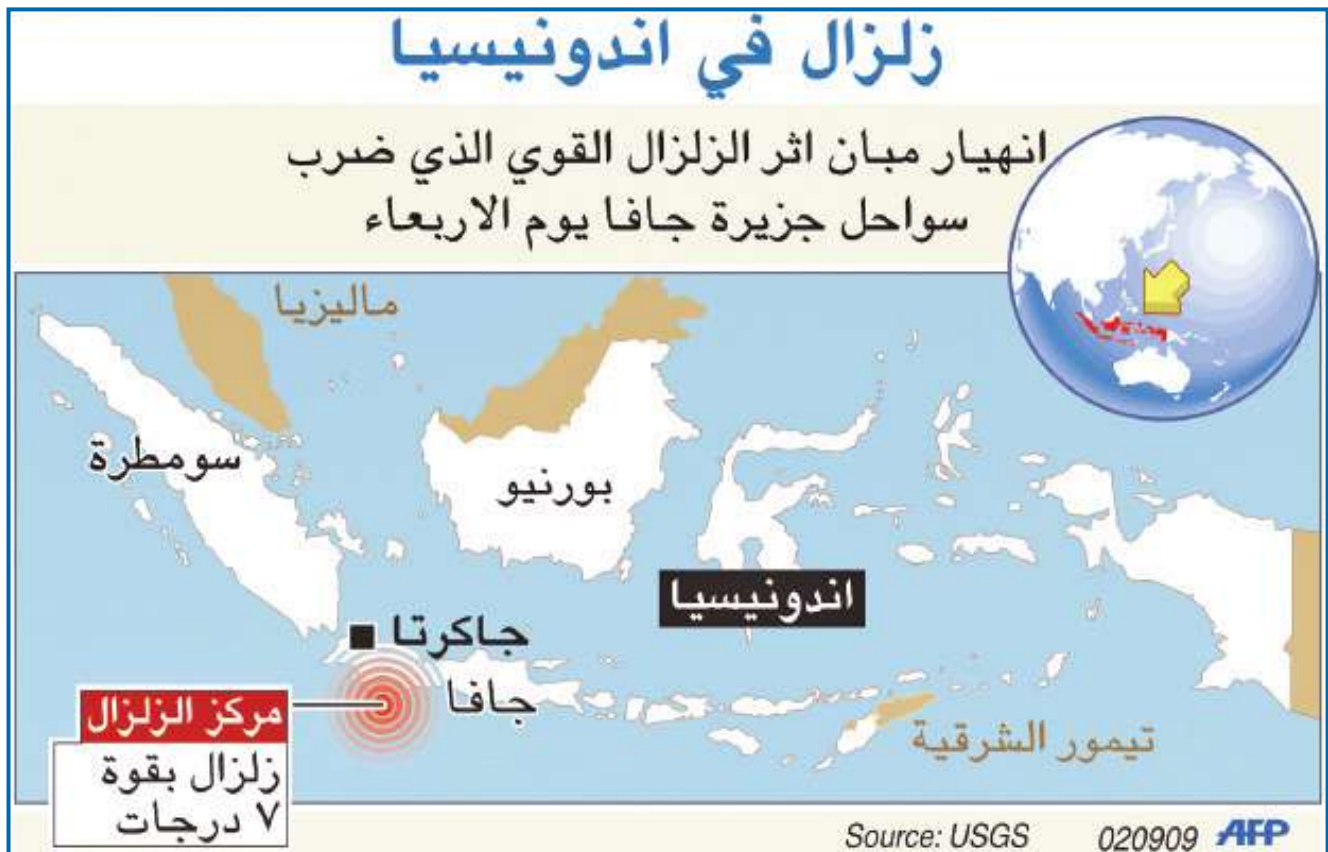 زلزال في اندونيسيا
انهيار مبان اثر الزلزال القوي الذي ضرب
سواحل جزيرة جافا يوم الاربعاء
ماليزيا
سومطرة
بورنيو
اندونيسيا
جاكرتا
جافا
تيمور الشرقية
مركز الزلزال
زلزال بقوة
٧ درجات
Source: USGS 020909 AFP